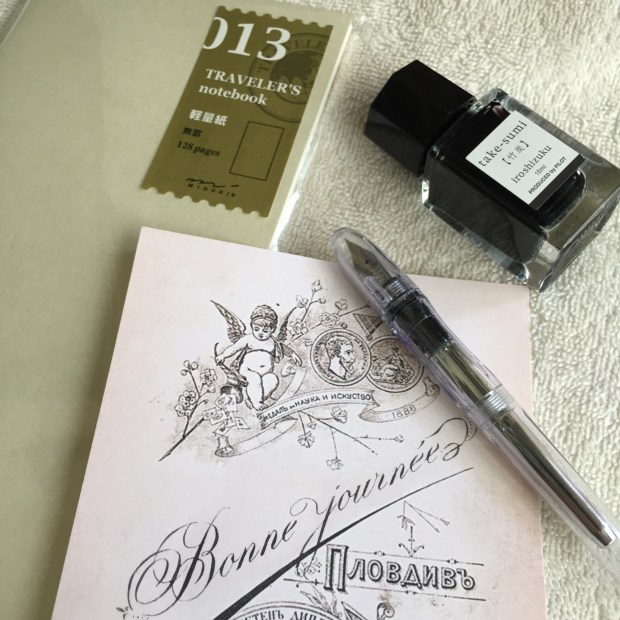 013
TRAVELER'S
notebook
軽量紙
無罫
128 pages
MIDORI
take-sumi
【竹炭】
iroshizuku
15ml
PRODUCED by PILOT
МЕДАЛЬ НАУКА И ИСКУСТВО
1886
Bonne journée
Пловдивъ